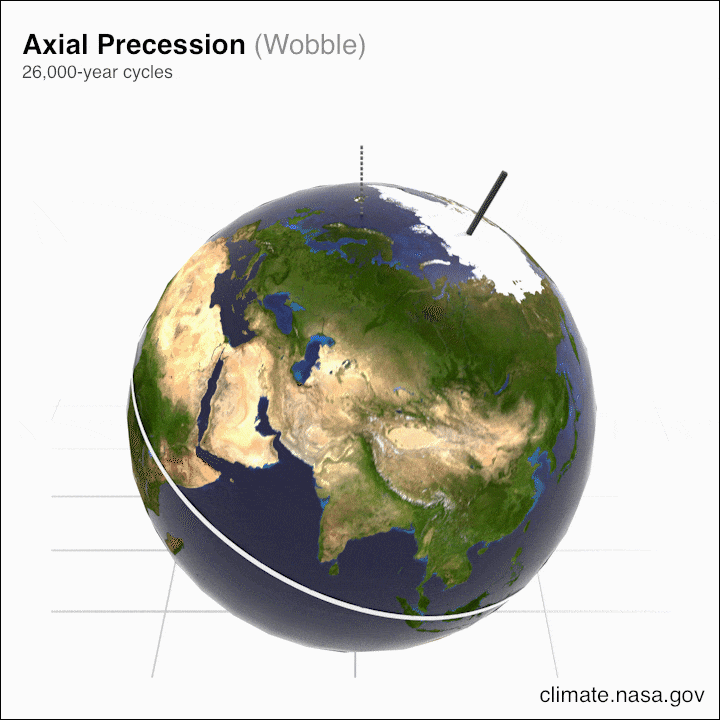 Axial Precession (Wobble)
26,000-year cycles
climate.nasa.gov